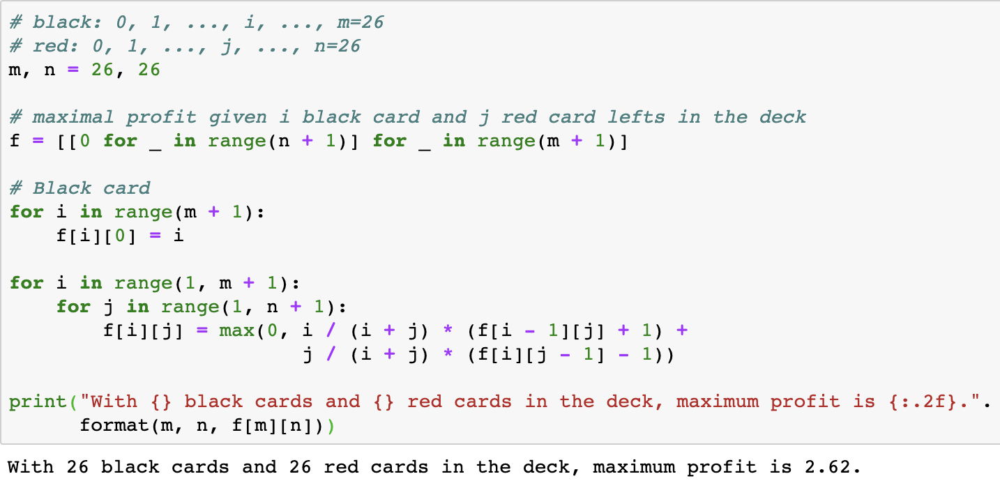 # black: 0, 1, ..., i, ..., m=26
# red: 0, 1, ..., j, ..., n=26
m, n = 26, 26

# maximal profit given i black card and j red card lefts in the deck
f = [[0 for _ in range(n + 1)] for _ in range(m + 1)]

# Black card
for i in range(m + 1):
    f[i][0] = i

for i in range(1, m + 1):
    for j in range(1, n + 1):
        f[i][j] = max(0, i / (i + j) * (f[i - 1][j] + 1) +
                         j / (i + j) * (f[i][j - 1] - 1))

print("With {} black cards and {} red cards in the deck, maximum profit is {:.2f}.".
      format(m, n, f[m][n]))
With 26 black cards and 26 red cards in the deck, maximum profit is 2.62.